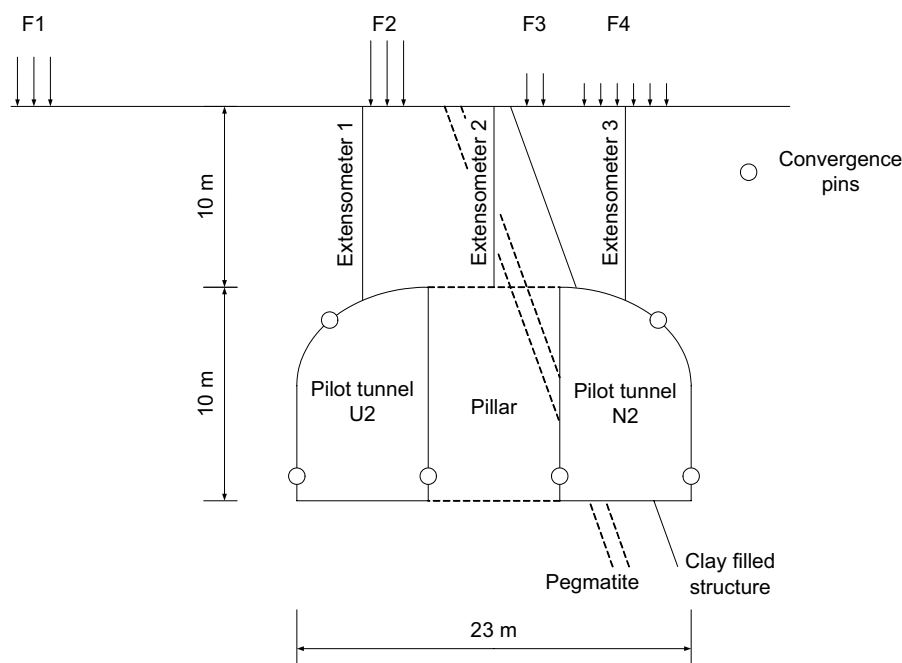 F1
F2
F3
F4
Extensometer 1
Extensometer 2
Extensometer 3
Convergence
pins
10 m
10 m
Pilot tunnel
U2
Pillar
Pilot tunnel
N2
Pegmatite
Clay filled
structure
23 m